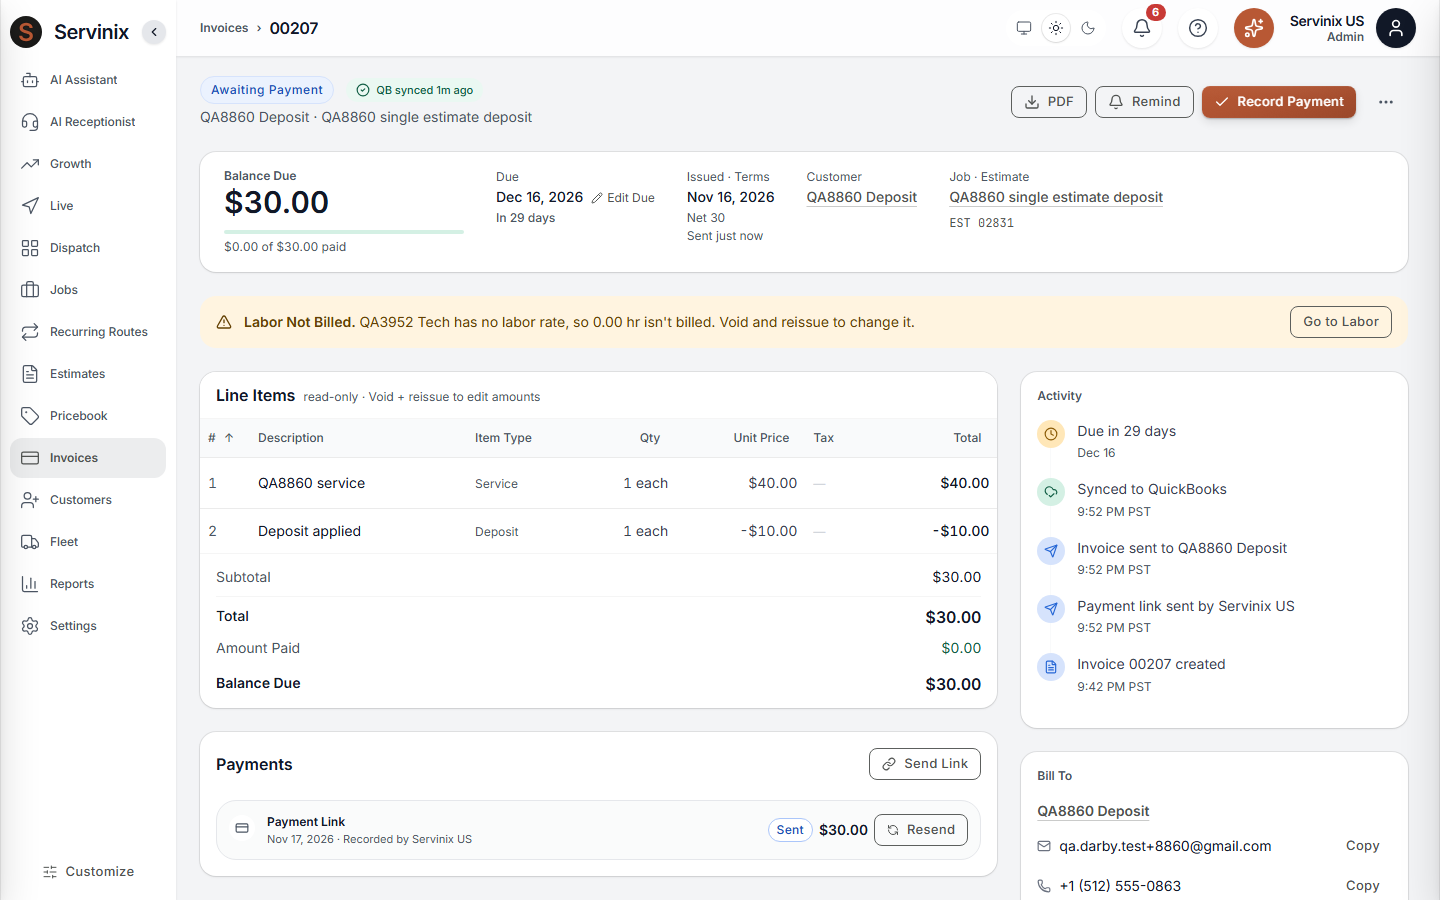 S Servinix
AI Assistant
AI Receptionist
Growth
Live
Dispatch
Jobs
Recurring Routes
Estimates
Pricebook
Invoices
Customers
Fleet
Reports
Settings
Customize
Invoices › 00207
6
Servinix US
Admin
Awaiting Payment
QB synced 1m ago
QA8860 Deposit · QA8860 single estimate deposit
PDF
Remind
Record Payment
Balance Due
$30.00
$0.00 of $30.00 paid
Due
Dec 16, 2026 Edit Due
In 29 days
Issued · Terms
Nov 16, 2026
Net 30
Sent just now
Customer
QA8860 Deposit
Job · Estimate
QA8860 single estimate deposit
EST 02831
Labor Not Billed. QA3952 Tech has no labor rate, so 0.00 hr isn't billed. Void and reissue to change it.
Go to Labor
Line Items read-only · Void + reissue to edit amounts
# ↑ Description Item Type Qty Unit Price Tax Total
1 QA8860 service Service 1 each $40.00 — $40.00
2 Deposit applied Deposit 1 each -$10.00 — -$10.00
Subtotal $30.00
Total $30.00
Amount Paid $0.00
Balance Due $30.00
Payments
Send Link
Payment Link
Nov 17, 2026 · Recorded by Servinix US
Sent $30.00 Resend
Activity
Due in 29 days
Dec 16
Synced to QuickBooks
9:52 PM PST
Invoice sent to QA8860 Deposit
9:52 PM PST
Payment link sent by Servinix US
9:52 PM PST
Invoice 00207 created
9:42 PM PST
Bill To
QA8860 Deposit
qa.darby.test+8860@gmail.com Copy
+1 (512) 555-0863 Copy